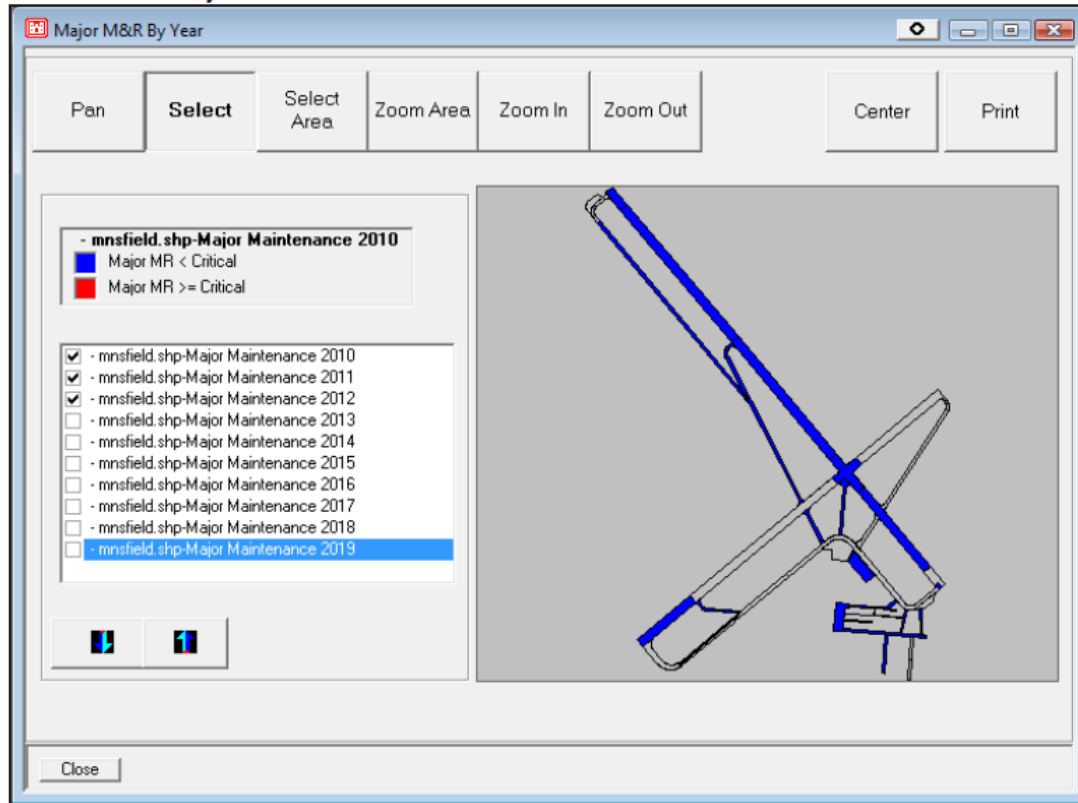 Major M&R By Year
Pan
Select
Select
Area
Zoom Area
Zoom In
Zoom Out
Center
Print
- mnsfield.shp-Major Maintenance 2010
Major MR < Critical
Major MR >= Critical
- mnsfield.shp-Major Maintenance 2010
- mnsfield.shp-Major Maintenance 2011
- mnsfield.shp-Major Maintenance 2012
- mnsfield.shp-Major Maintenance 2013
- mnsfield.shp-Major Maintenance 2014
- mnsfield.shp-Major Maintenance 2015
- mnsfield.shp-Major Maintenance 2016
- mnsfield.shp-Major Maintenance 2017
- mnsfield.shp-Major Maintenance 2018
- mnsfield.shp-Major Maintenance 2019
Close